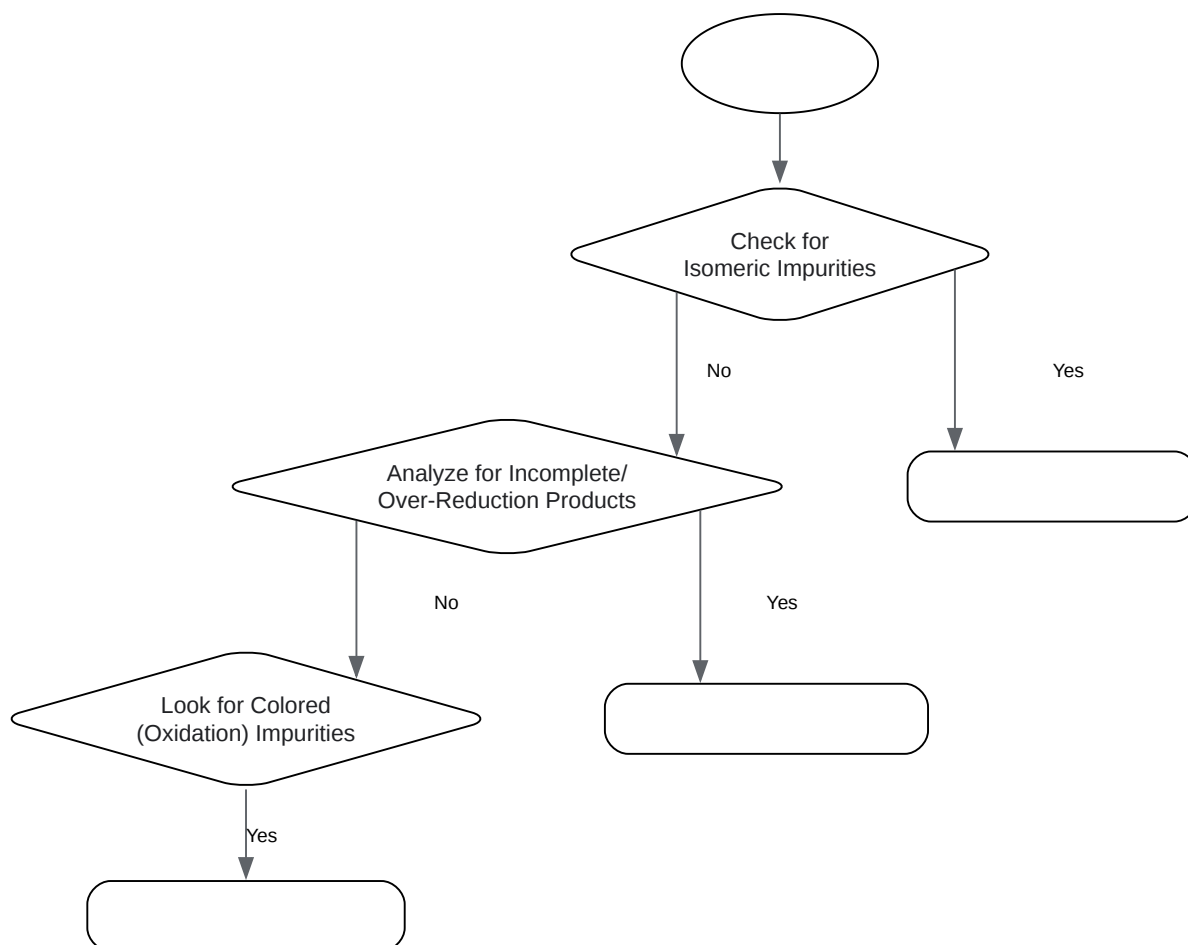 Check for
Isomeric Impurities
No
Yes
Analyze for Incomplete/
Over-Reduction Products
No
Yes
Look for Colored
(Oxidation) Impurities
Yes